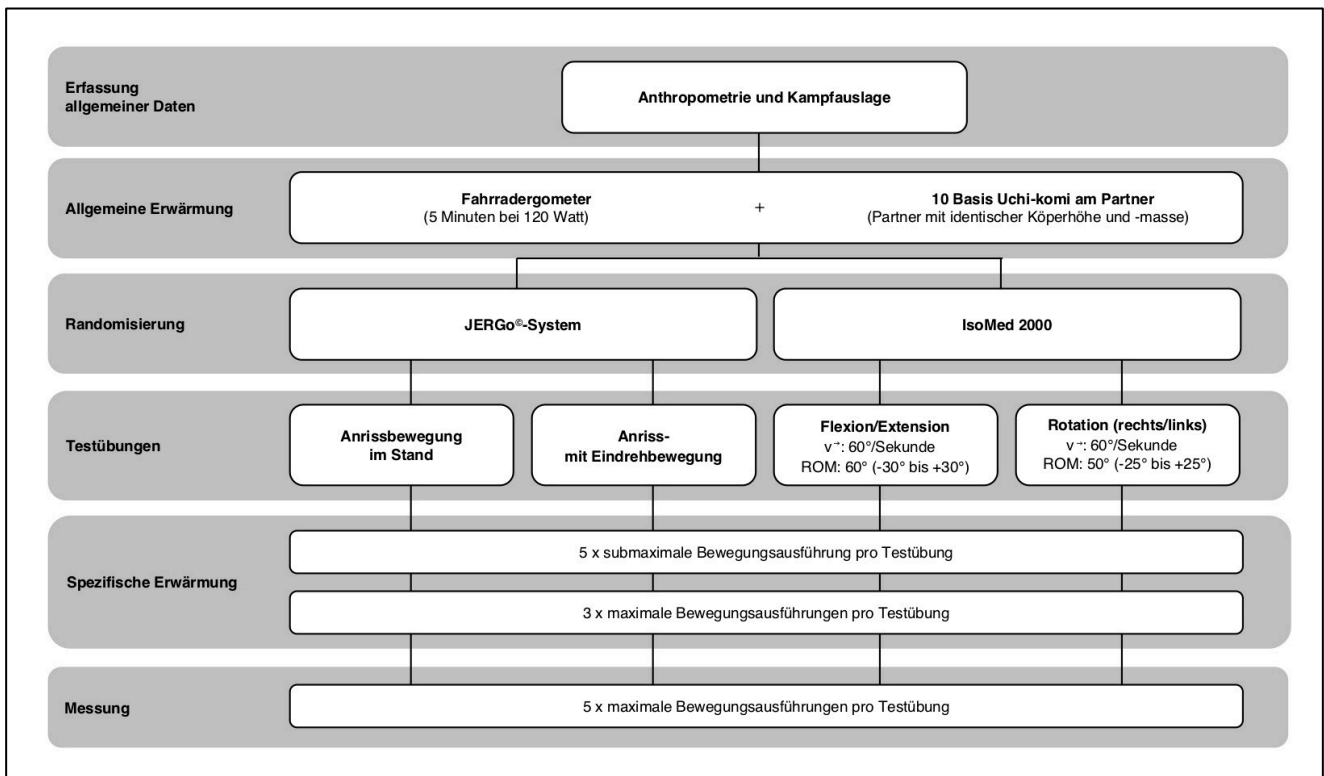 Erfassung
allgemeiner Daten
Anthropometrie und Kampfauslage
Allgemeine Erwärmung
Fahrradergometer
(5 Minuten bei 120 Watt)
+
10 Basis Uchi-komi am Partner
(Partner mit identischer Köperhöhe und -masse)
Randomisierung
JERGo©-System
IsoMed 2000
Testübungen
Anrissbewegung
im Stand
Anriss-
mit Eindrehbewegung
Flexion/Extension
v→: 60°/Sekunde
ROM: 60° (-30° bis +30°)
Rotation (rechts/links)
v→: 60°/Sekunde
ROM: 50° (-25° bis +25°)
Spezifische Erwärmung
5 x submaximale Bewegungsausführung pro Testübung
3 x maximale Bewegungsausführungen pro Testübung
Messung
5 x maximale Bewegungsausführungen pro Testübung